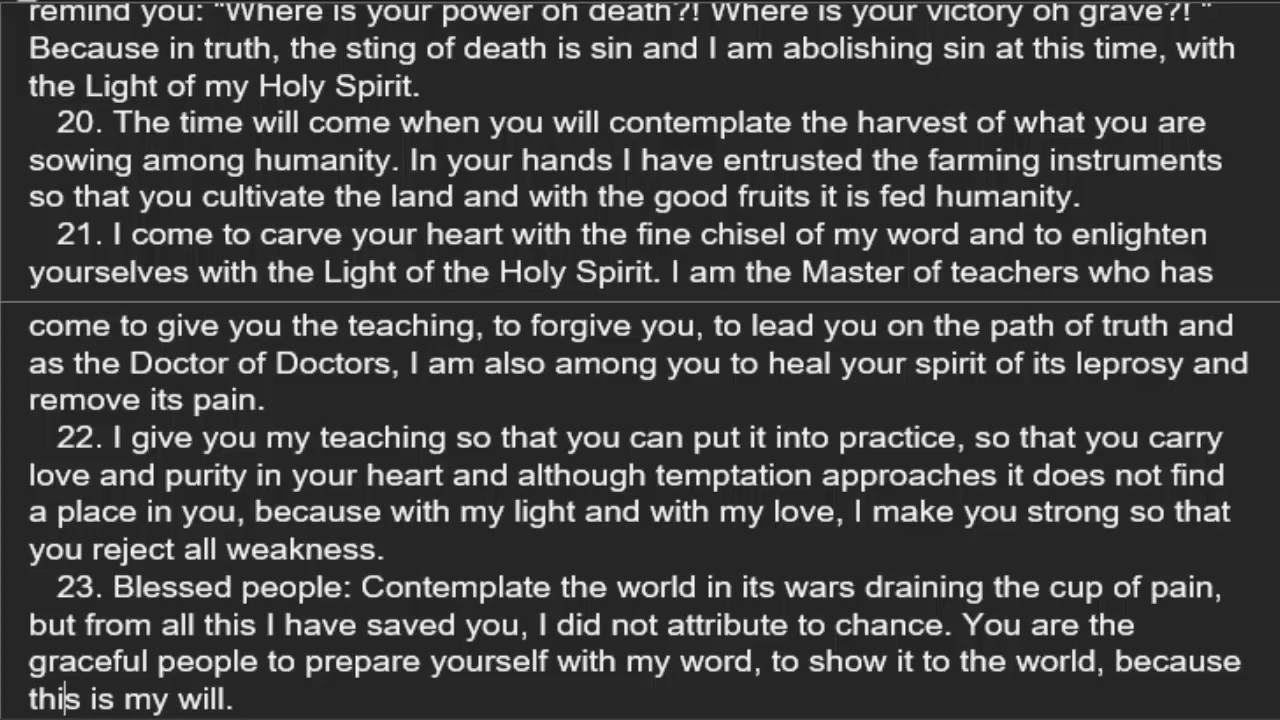 remind you: "Where is your power oh death?! Where is your victory oh grave?! "
Because in truth, the sting of death is sin and I am abolishing sin at this time, with
the Light of my Holy Spirit.
20. The time will come when you will contemplate the harvest of what you are
sowing among humanity. In your hands I have entrusted the farming instruments
so that you cultivate the land and with the good fruits it is fed humanity.
21. I come to carve your heart with the fine chisel of my word and to enlighten
yourselves with the Light of the Holy Spirit. I am the Master of teachers who has
come to give you the teaching, to forgive you, to lead you on the path of truth and
as the Doctor of Doctors, I am also among you to heal your spirit of its leprosy and
remove its pain.
22. I give you my teaching so that you can put it into practice, so that you carry
love and purity in your heart and although temptation approaches it does not find
a place in you, because with my light and with my love, I make you strong so that
you reject all weakness.
23. Blessed people: Contemplate the world in its wars draining the cup of pain,
but from all this I have saved you, I did not attribute to chance. You are the
graceful people to prepare yourself with my word, to show it to the world, because
this is my will.